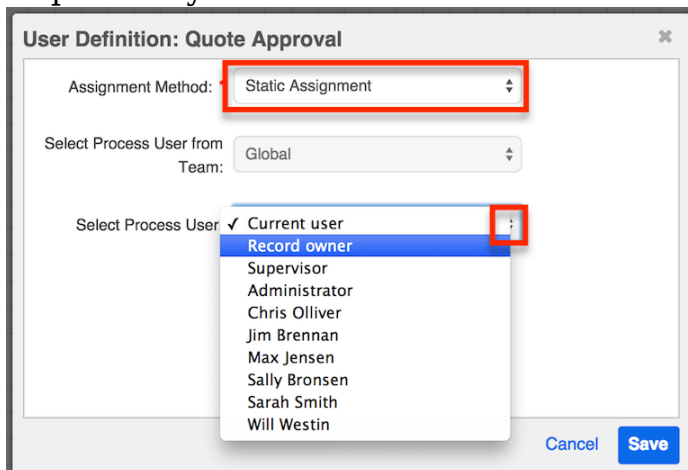 User Definition: Quote Approval
Assignment Method: * Static Assignment
Select Process User from
Team:
Global
Select Process User
✓ Current user
Record owner
Supervisor
Administrator
Chris Olliver
Jim Brennan
Max Jensen
Sally Bronsen
Sarah Smith
Will Westin
Cancel Save